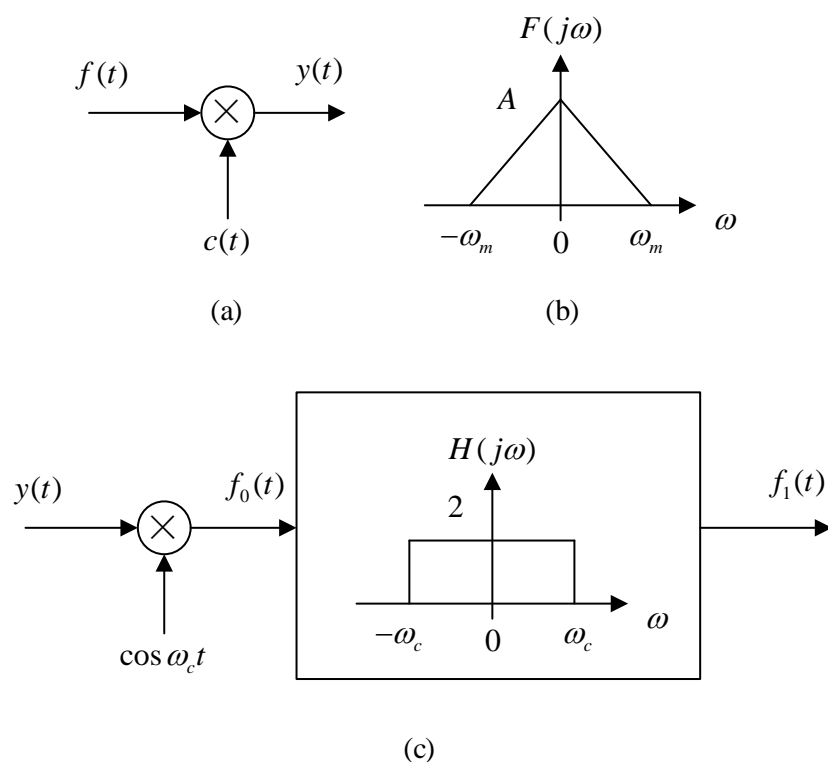 f(t) y(t)
c(t)
(a)
F(jω)
A
−ω_m 0 ω_m ω
(b)
y(t) f_0(t) f_1(t)
cos ω_c t
H(jω)
2
−ω_c 0 ω_c ω
(c)